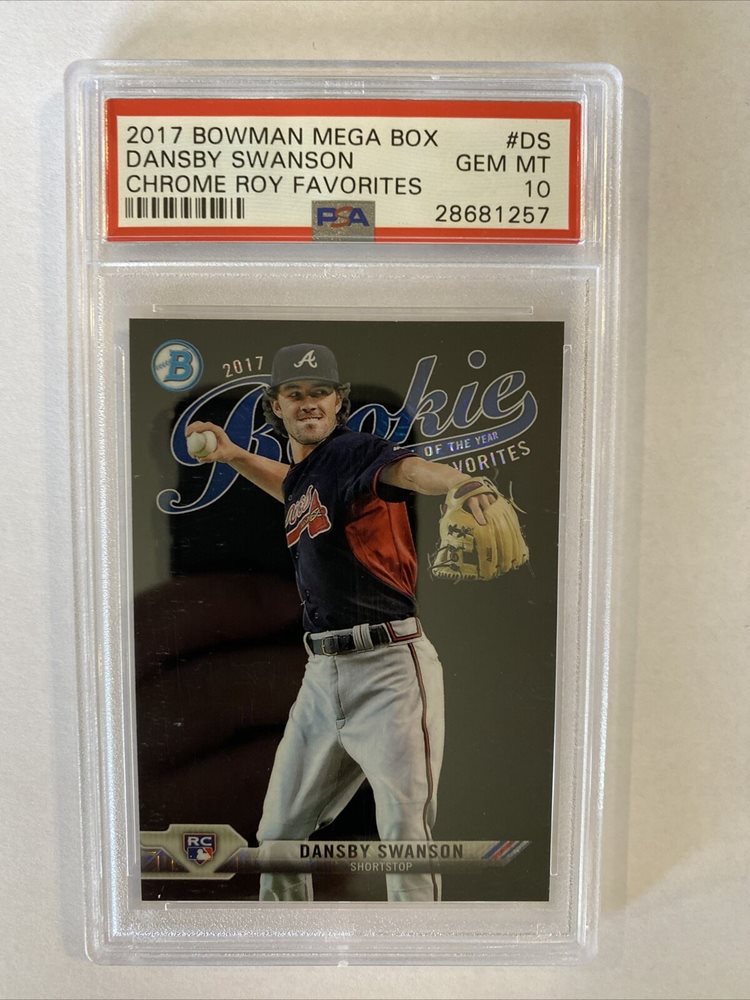 2017 BOWMAN MEGA BOX #DS
DANSBY SWANSON GEM MT
CHROME ROY FAVORITES 10
PSA 28681257
B
2017
A
Rookie
OF THE YEAR
VORITES
RC
DANSBY SWANSON
SHORTSTOP